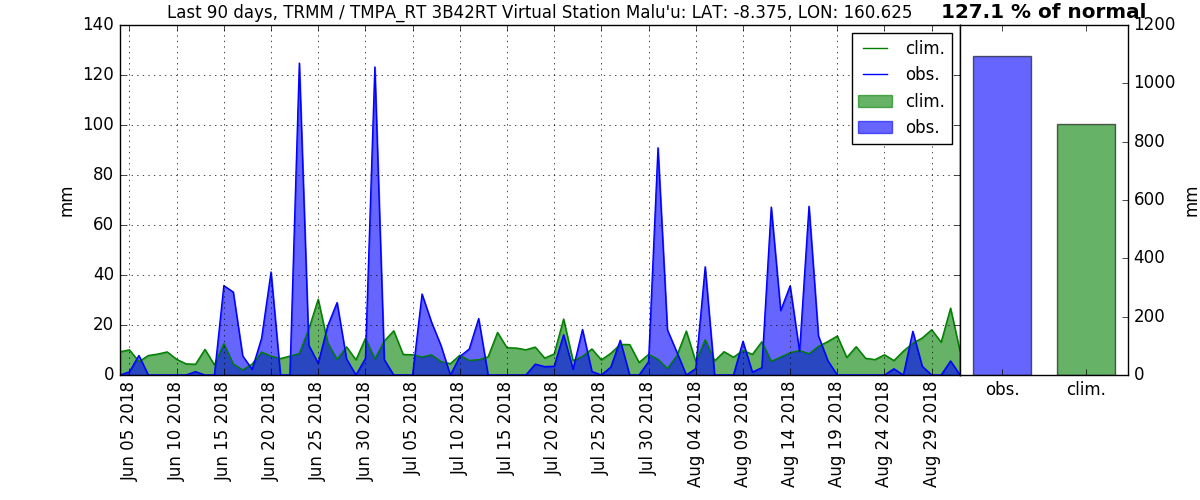 Last 90 days, TRMM / TMPA_RT 3B42RT Virtual Station Malu'u: LAT: -8.375, LON: 160.625
127.1 % of normal
140
120
100
80
60
40
20
0
mm
clim.
obs.
clim.
obs.
1200
1000
800
600
400
200
0
mm
Jun 05 2018
Jun 10 2018
Jun 15 2018
Jun 20 2018
Jun 25 2018
Jun 30 2018
Jul 05 2018
Jul 10 2018
Jul 15 2018
Jul 20 2018
Jul 25 2018
Jul 30 2018
Aug 04 2018
Aug 09 2018
Aug 14 2018
Aug 19 2018
Aug 24 2018
Aug 29 2018
obs.
clim.